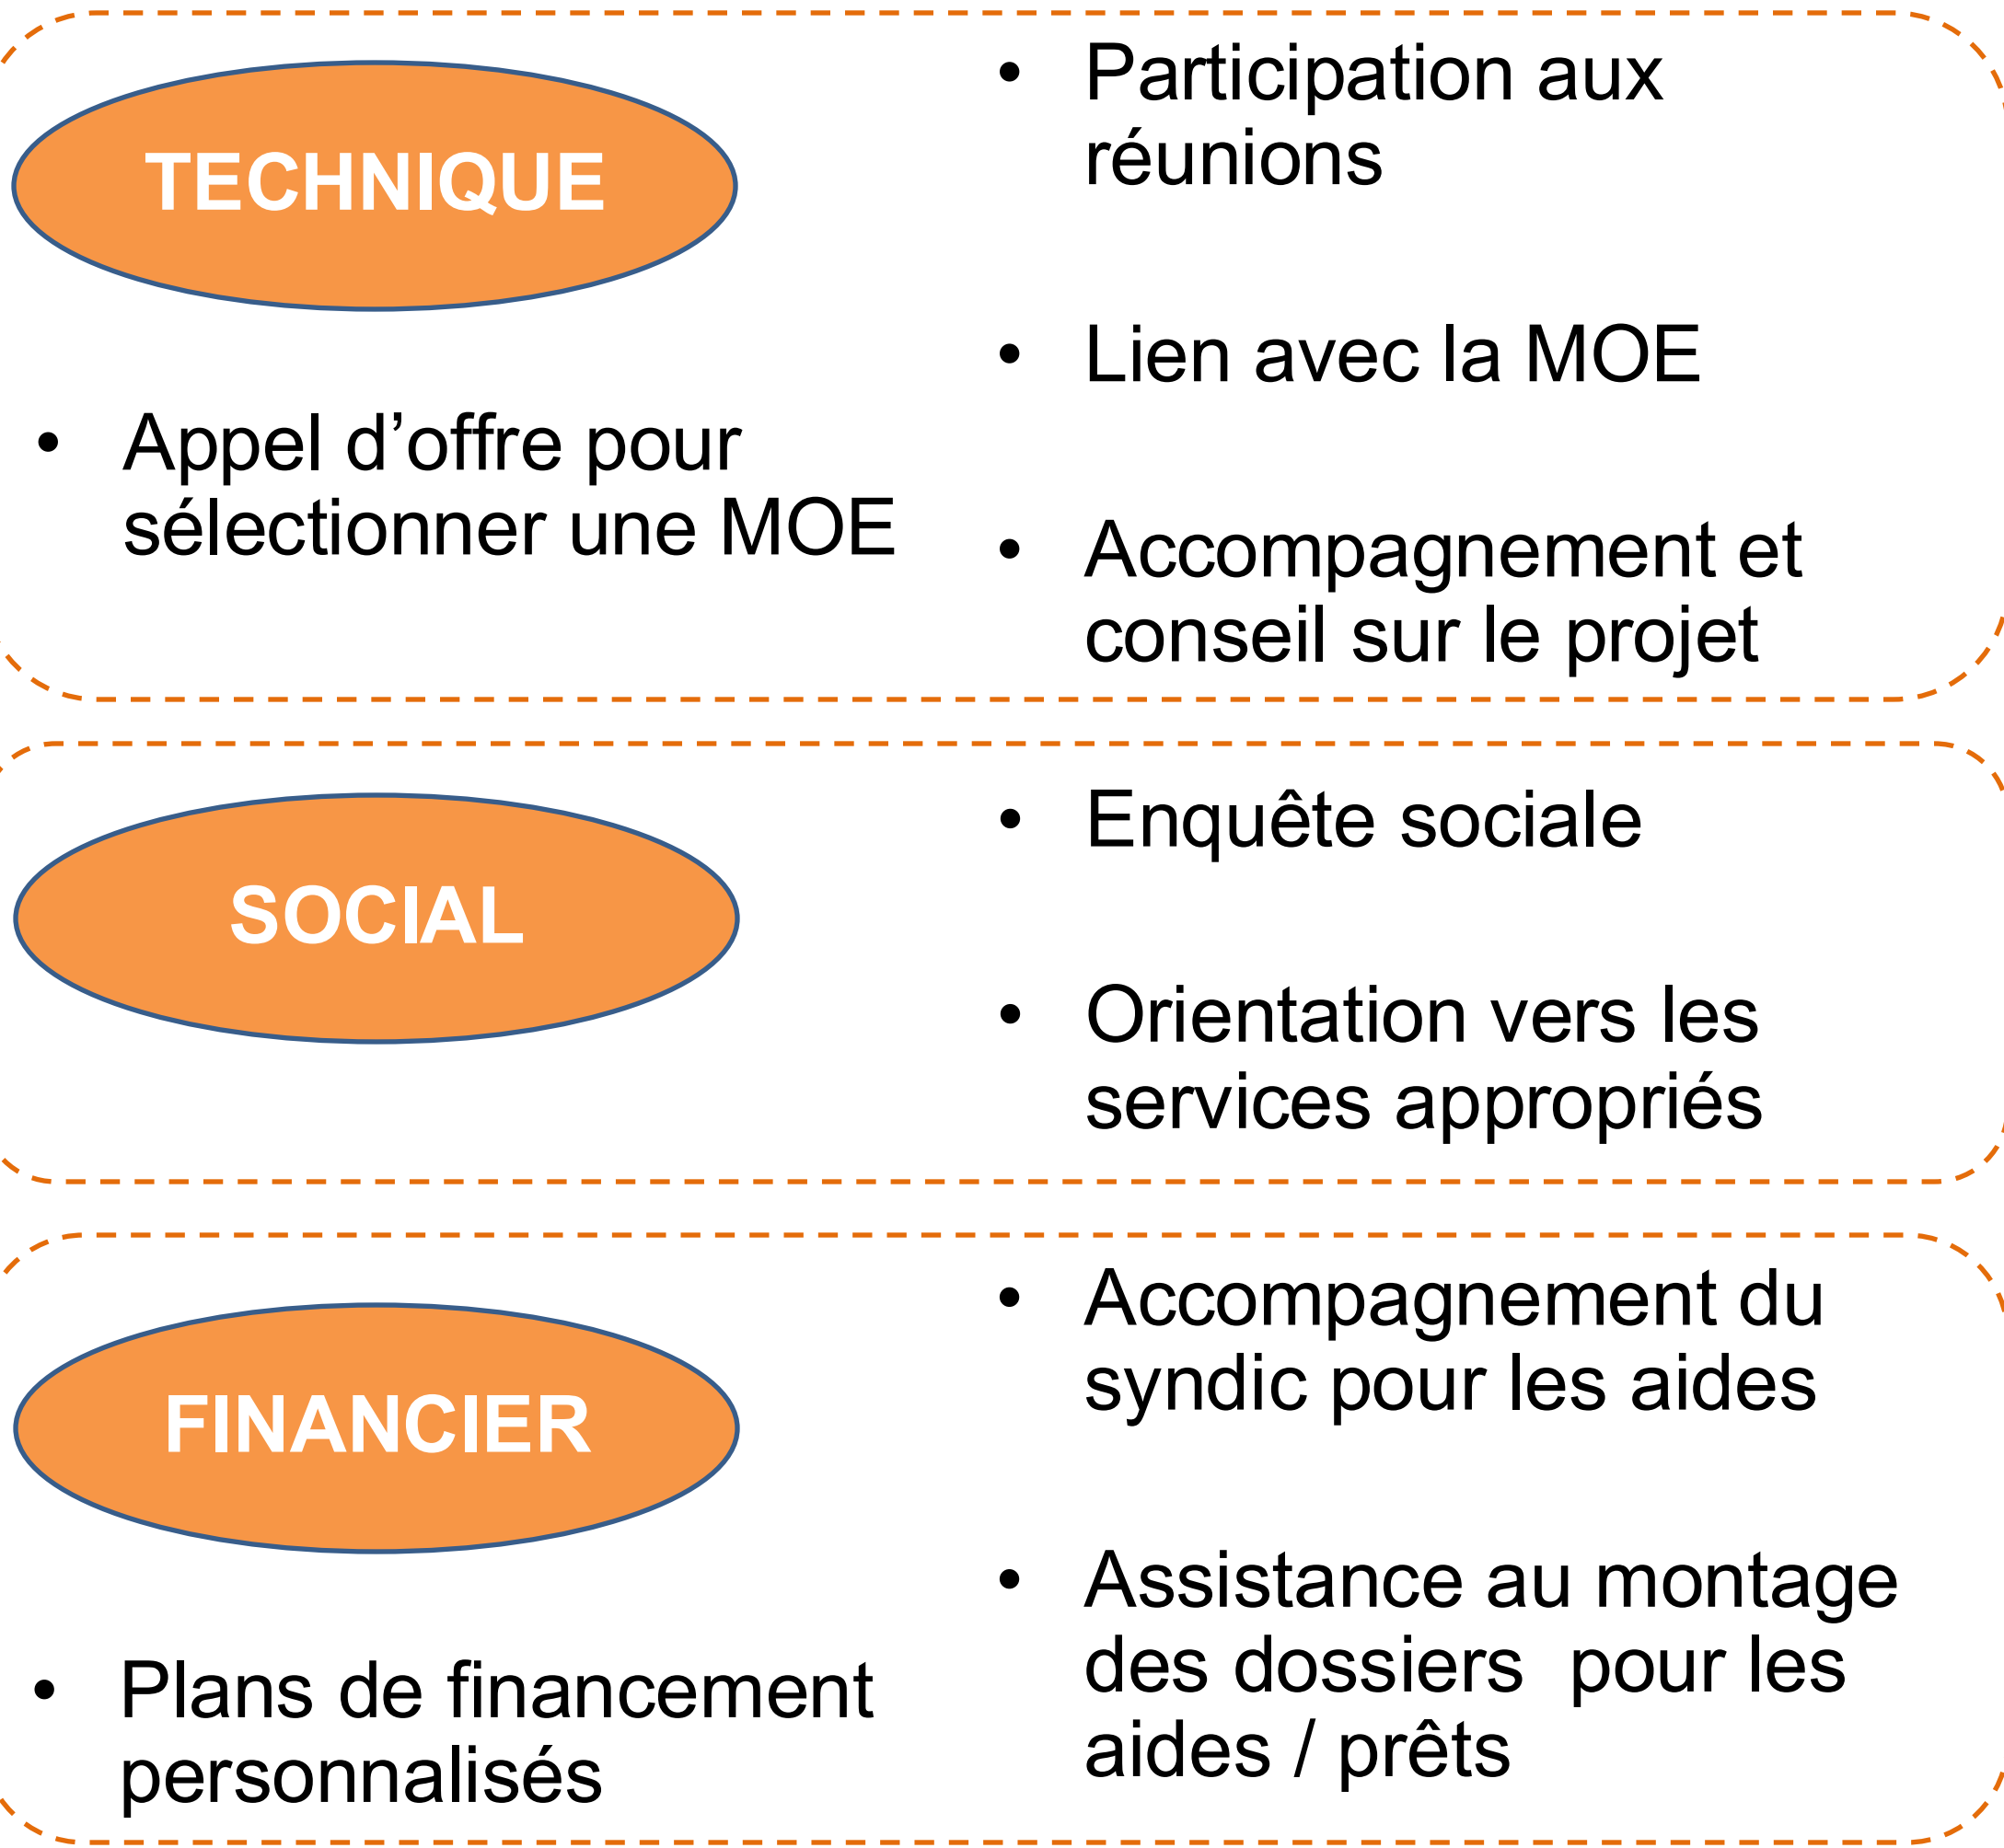 TECHNIQUE
• Appel d’offre pour
sélectionner une MOE
• Participation aux
réunions
• Lien avec la MOE
• Accompagnement et
conseil sur le projet
SOCIAL
• Enquête sociale
• Orientation vers les
services appropriés
FINANCIER
• Plans de financement
personnalisés
• Accompagnement du
syndic pour les aides
• Assistance au montage
des dossiers  pour les
aides / prêts